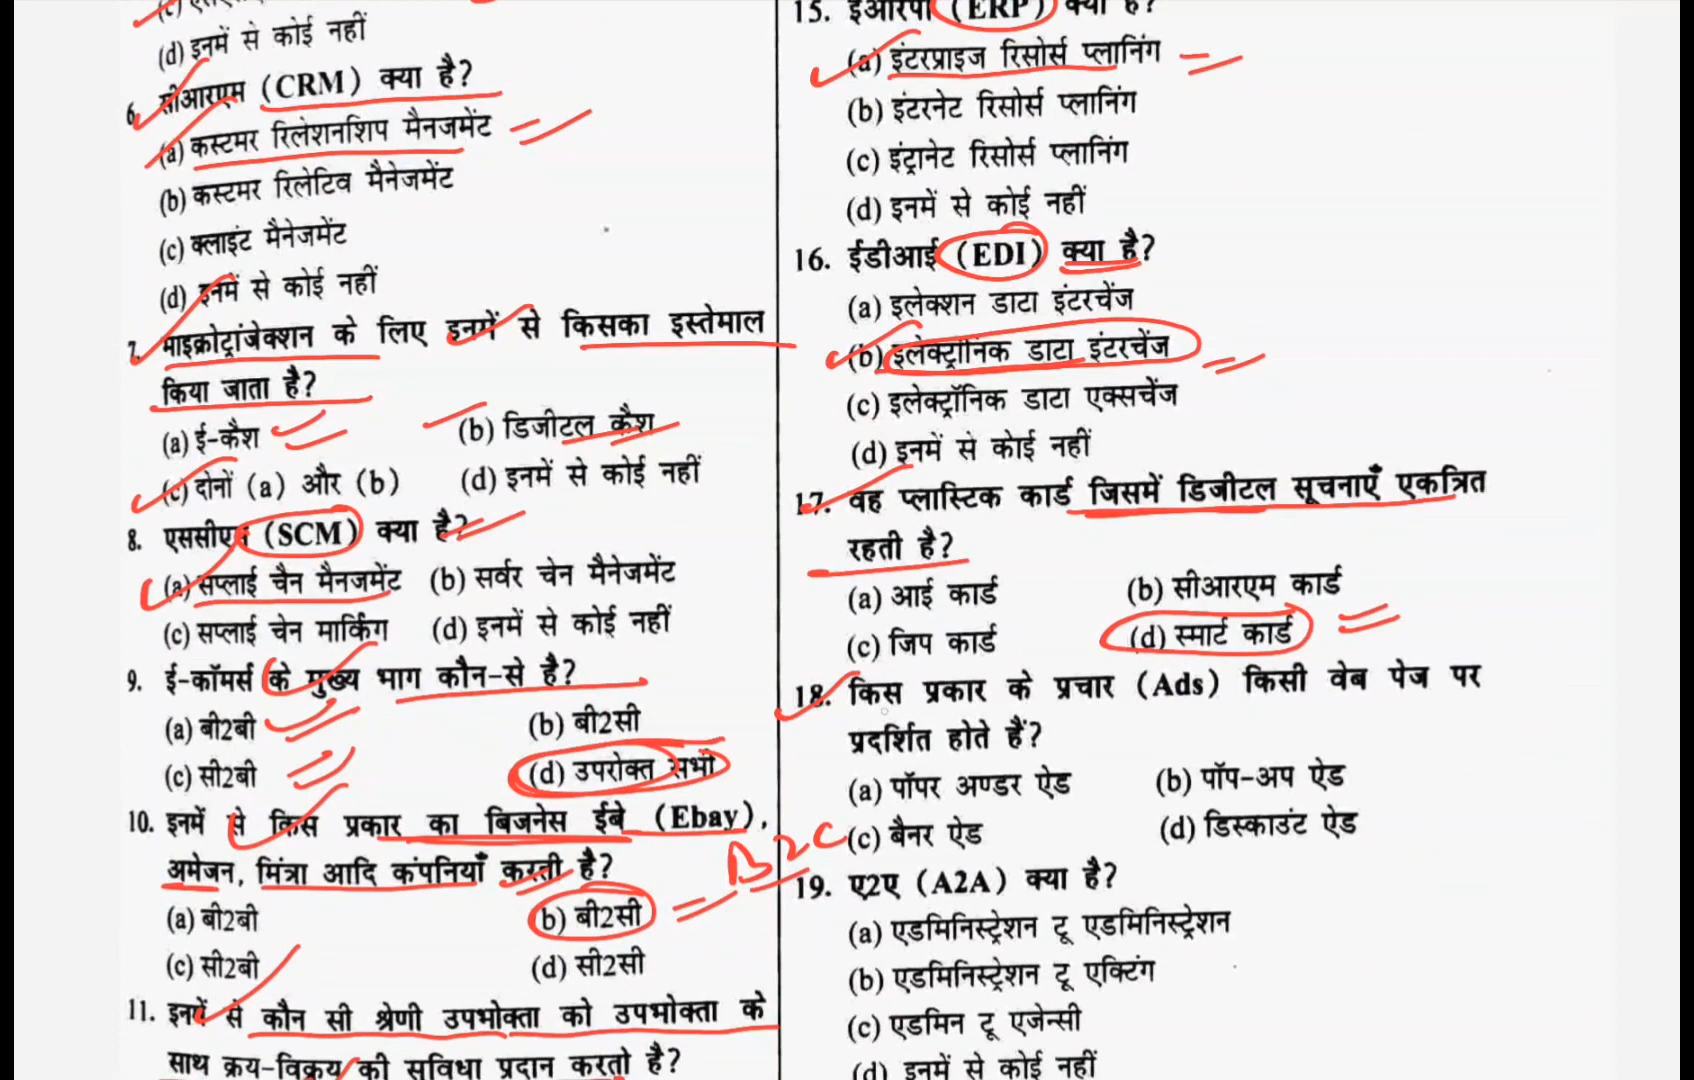 (d) इनमें से कोई नहीं
6. सीआरएम (CRM) क्या है?
(a) कस्टमर रिलेशनशिप मैनजमेंट
(b) कस्टमर रिलेटिव मैनेजमेंट
(c) क्लाइंट मैनेजमेंट
(d) इनमें से कोई नहीं
7. माइक्रोट्रांजेक्शन के लिए इनमें से किसका इस्तेमाल
किया जाता है?
(a) ई-कैश (b) डिजीटल कैश
(c) दोनों (a) और (b) (d) इनमें से कोई नहीं
8. एससीएम (SCM) क्या है?
(a) सप्लाई चैन मैनजमेंट (b) सर्वर चेन मैनेजमेंट
(c) सप्लाई चेन मार्किंग (d) इनमें से कोई नहीं
9. ई-कॉमर्स के मुख्य भाग कौन-से है?
(a) बी2बी (b) बी2सी
(c) सी2बी (d) उपरोक्त सभी
10. इनमें से किस प्रकार का बिजनेस ईबे (Ebay),
अमेजन, मिंत्रा आदि कंपनियाँ करती है?
B2C
(a) बी2बी (b) बी2सी
(c) सी2बी (d) सी2सी
11. इनमें से कौन सी श्रेणी उपभोक्ता को उपभोक्ता के
साथ क्रय-विक्रय की सुविधा प्रदान करतो है?
15. ईआरपी (ERP) क्या है?
(a) इंटरप्राइज रिसोर्स प्लानिंग
(b) इंटरनेट रिसोर्स प्लानिंग
(c) इंट्रानेट रिसोर्स प्लानिंग
(d) इनमें से कोई नहीं
16. ईडीआई (EDI) क्या है?
(a) इलेक्शन डाटा इंटरचेंज
(b) इलेक्ट्रॉनिक डाटा इंटरचेंज
(c) इलेक्ट्रॉनिक डाटा एक्सचेंज
(d) इनमें से कोई नहीं
17. वह प्लास्टिक कार्ड जिसमें डिजीटल सूचनाएँ एकत्रित
रहती है?
(a) आई कार्ड (b) सीआरएम कार्ड
(c) जिप कार्ड (d) स्मार्ट कार्ड
18. किस प्रकार के प्रचार (Ads) किसी वेब पेज पर
प्रदर्शित होते हैं?
(a) पॉपर अण्डर ऐड (b) पॉप-अप ऐड
(c) बैनर ऐड (d) डिस्काउंट ऐड
19. ए2ए (A2A) क्या है?
(a) एडमिनिस्ट्रेशन टू एडमिनिस्ट्रेशन
(b) एडमिनिस्ट्रेशन टू एक्टिंग
(c) एडमिन टू एजेन्सी
(d) इनमें से कोई नहीं